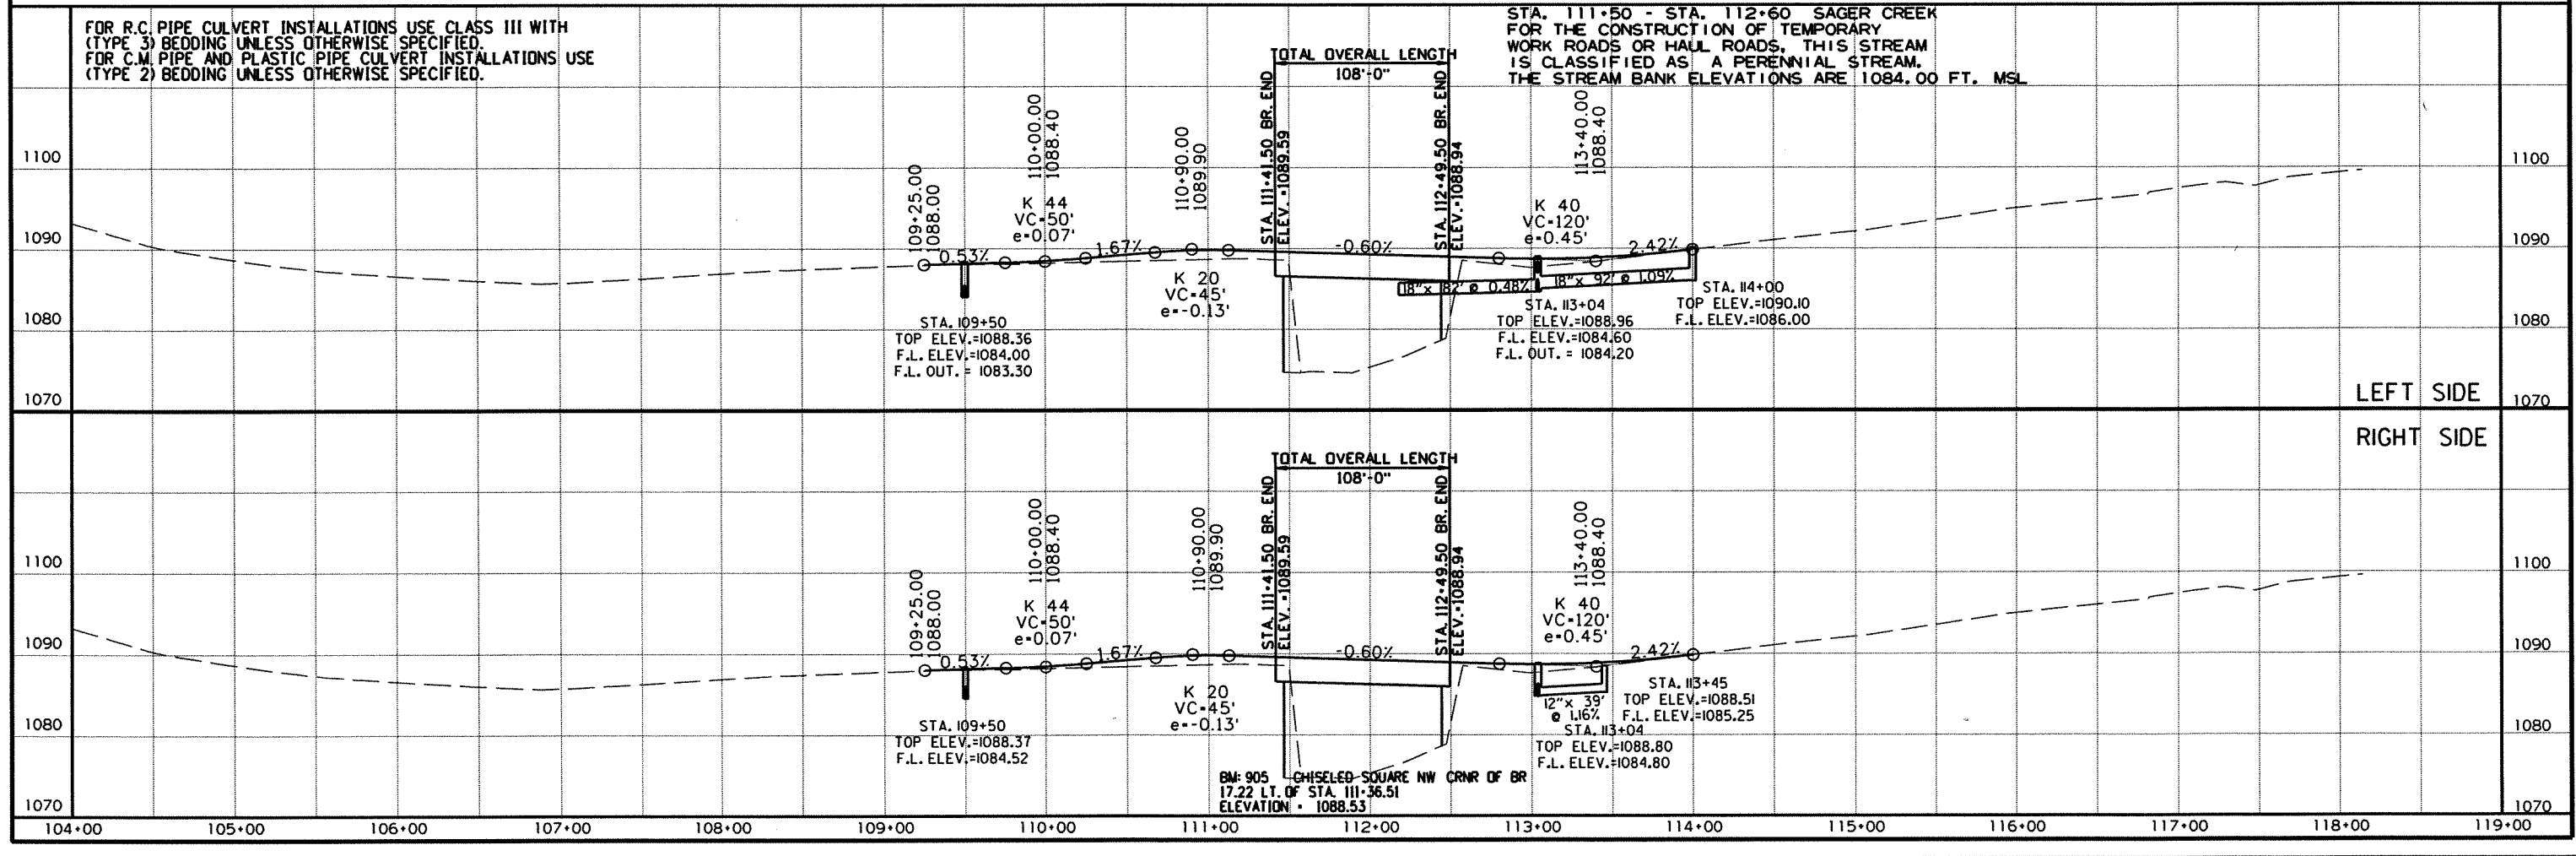 FOR R.C. PIPE CULVERT INSTALLATIONS USE CLASS III WITH
(TYPE 3) BEDDING UNLESS OTHERWISE SPECIFIED.
FOR C.M. PIPE AND PLASTIC PIPE CULVERT INSTALLATIONS USE
(TYPE 2) BEDDING UNLESS OTHERWISE SPECIFIED.
STA. 111+50 - STA. 112+60 SAGER CREEK
FOR THE CONSTRUCTION OF TEMPORARY
WORK ROADS OR HAUL ROADS, THIS STREAM
IS CLASSIFIED AS A PERENNIAL STREAM.
THE STREAM BANK ELEVATIONS ARE 1084.00 FT. MSL
TOTAL OVERALL LENGTH
108'-0"
STA. 111+41.50 BR. END
ELEV. =1089.59
STA. 112+49.50 BR. END
ELEV.=1088.94
109+25.00
1088.00
110+00.00
1088.40
110+90.00
1089.90
113+40.00
1088.40
1100
1100
K 44
VC=50'
e=0.07'
K 40
VC=120'
e=0.45'
1090
0.53%
1.67%
-0.60%
2.42%
1090
K 20
VC=45'
e=-0.13'
18"x 82' @ 0.48%
18"x 92' @ 1.09%
STA. 109+50
TOP ELEV.=1088.36
F.L. ELEV.=1084.00
F.L. OUT. = 1083.30
STA. 113+04
TOP ELEV.=1088.96
F.L. ELEV.=1084.60
F.L. OUT. = 1084.20
STA. 114+00
TOP ELEV.=1090.10
F.L. ELEV.=1086.00
1080
1080
1070
LEFT SIDE
1070
RIGHT SIDE
TOTAL OVERALL LENGTH
108'-0"
STA. 111+41.50 BR. END
ELEV. =1089.59
STA. 112+49.50 BR. END
ELEV.=1088.94
109+25.00
1088.00
110+00.00
1088.40
110+90.00
1089.90
113+40.00
1088.40
1100
1100
K 44
VC=50'
e=0.07'
K 40
VC=120'
e=0.45'
1090
0.53%
1.67%
-0.60%
2.42%
1090
K 20
VC=45'
e=-0.13'
12"x 39'
@ 1.16%
STA. 109+50
TOP ELEV.=1088.37
F.L. ELEV.=1084.52
STA. 113+45
TOP ELEV.=1088.51
F.L. ELEV.=1085.25
STA. 113+04
TOP ELEV.=1088.80
F.L. ELEV.=1084.80
1080
1080
BM: 905 CHISELED SQUARE NW CRNR OF BR
17.22 LT. OF STA. 111+36.51
ELEVATION = 1088.53
1070
1070
104+00 105+00 106+00 107+00 108+00 109+00 110+00 111+00 112+00 113+00 114+00 115+00 116+00 117+00 118+00 119+00